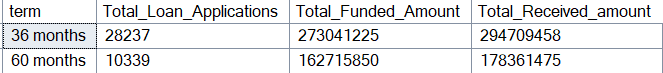 term Total_Loan_Applications Total_Funded_Amount Total_Received_amount
36 months 28237 273041225 294709458
60 months 10339 162715850 178361475